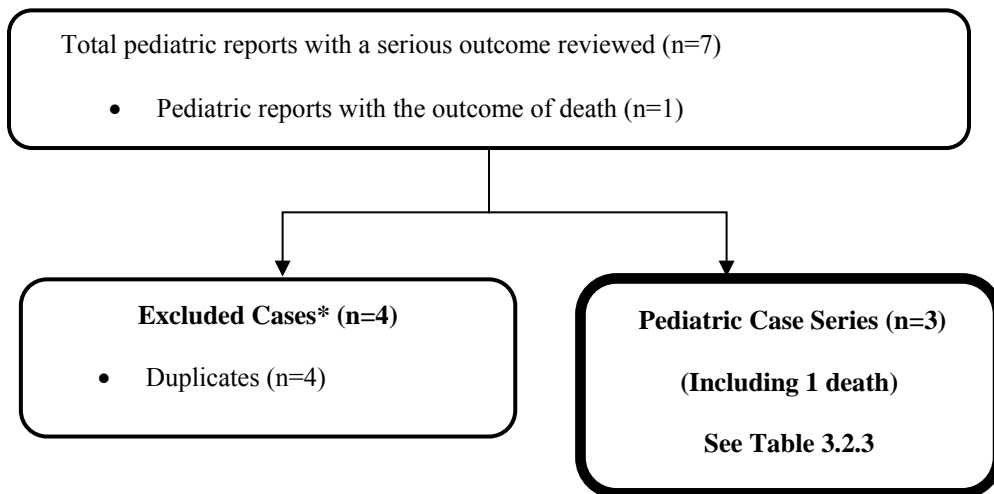 Total pediatric reports with a serious outcome reviewed (n=7)
• Pediatric reports with the outcome of death (n=1)
Excluded Cases* (n=4)
• Duplicates (n=4)
Pediatric Case Series (n=3)
(Including 1 death)
See Table 3.2.3